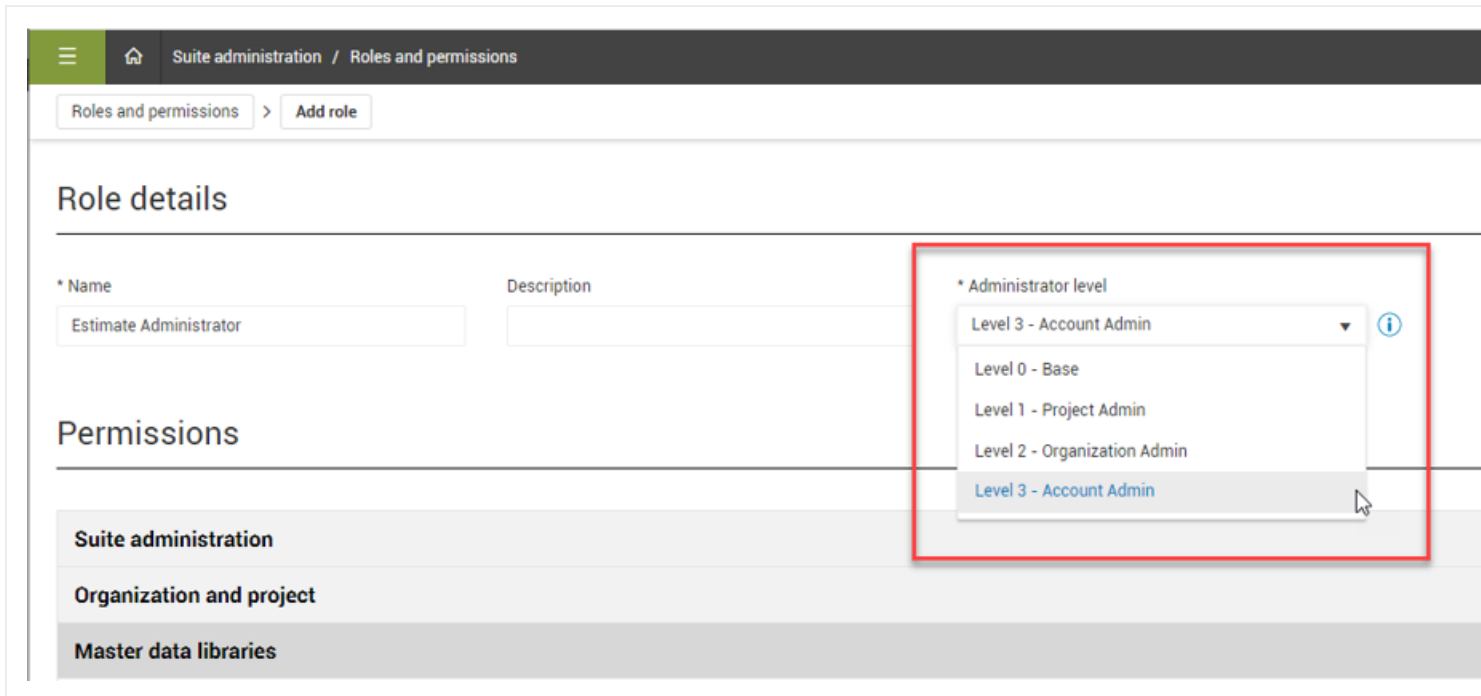 Suite administration / Roles and permissions
Roles and permissions > Add role
Role details
* Name
Description
* Administrator level
Estimate Administrator
Level 3 - Account Admin
Level 0 - Base
Level 1 - Project Admin
Level 2 - Organization Admin
Level 3 - Account Admin
Permissions
Suite administration
Organization and project
Master data libraries